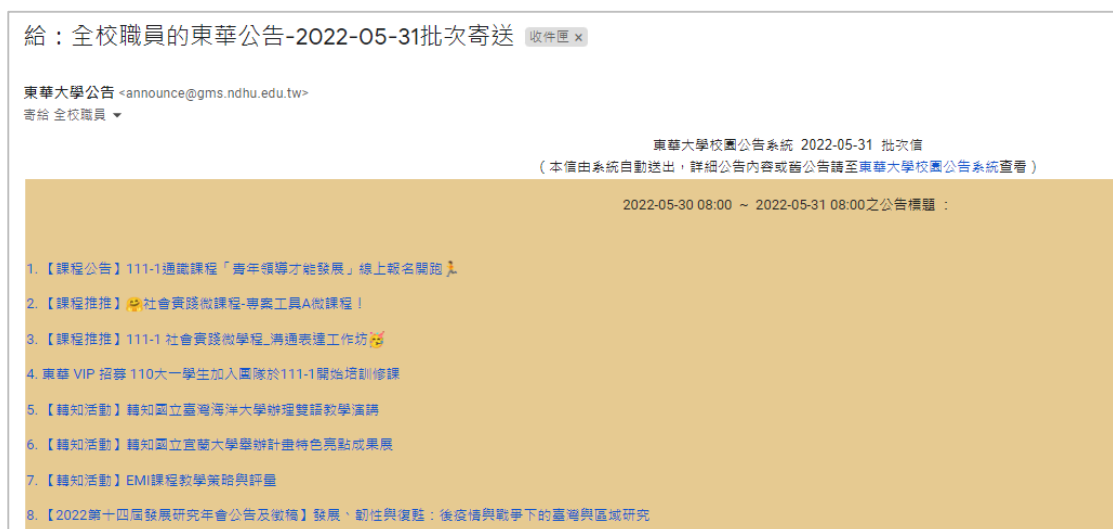 給:全校職員的東華公告-2022-05-31批次寄送 收件匣 x
東華大學公告 <announce@gms.ndhu.edu.tw>
寄給 全校職員
東華大學校園公告系統 2022-05-31 批次信
(本信由系統自動送出,詳細公告內容或舊公告請至東華大學校園公告系統查看)
2022-05-30 08:00 ~ 2022-05-31 08:00之公告標題 :
1. 【課程公告】111-1通識課程「青年領導才能發展」線上報名開跑🏃
2. 【課程推推】🤗社會實踐微課程-專案工具A微課程!
3. 【課程推推】111-1 社會實踐微學程_溝通表達工作坊🥳
4. 東華 VIP 招募 110大一學生加入團隊於111-1開始培訓修課
5. 【轉知活動】轉知國立臺灣海洋大學辦理雙語教學演講
6. 【轉知活動】轉知國立宜蘭大學舉辦計畫特色亮點成果展
7. 【轉知活動】EMI課程教學策略與評量
8. 【2022第十四屆發展研究年會公告及徵稿】發展、韌性與復甦:後疫情與戰爭下的臺灣與區域研究